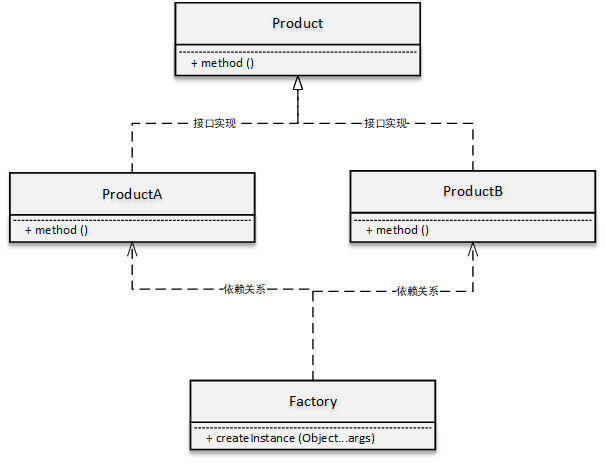 Product
+ method ()
接口实现
接口实现
ProductA
ProductB
+ method ()
+ method ()
依赖关系
依赖关系
Factory
+ createInstance (Object...args)